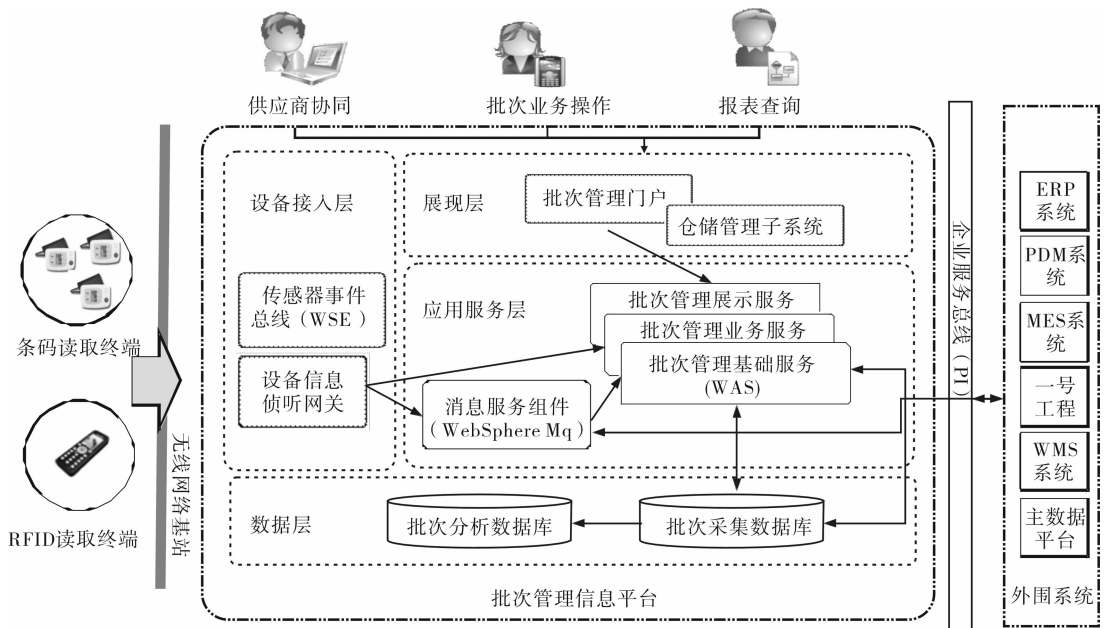 供应商协同
批次业务操作
报表查询
条码读取终端
RFID读取终端
无线网络基站
设备接入层
传感器事件
总线（WSE）
设备信息
侦听网关
展现层
批次管理门户
仓储管理子系统
应用服务层
批次管理展示服务
批次管理业务服务
批次管理基础服务
(WAS)
消息服务组件
（WebSphere Mq）
数据层
批次分析数据库
批次采集数据库
批次管理信息平台
企业服务总线（PI）
ERP
系统
PDM系
统
MES系
统
一号
工程
WMS
系统
主数据
平台
外围系统